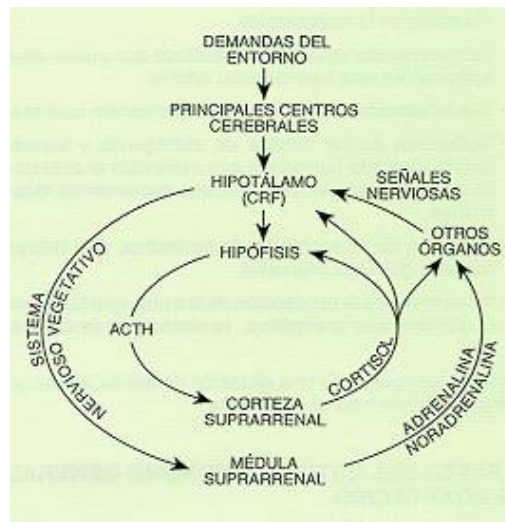 DEMANDAS DEL
ENTORNO
PRINCIPALES CENTROS
CEREBRALES
HIPOTÁLAMO
(CRF)
SEÑALES
NERVIOSAS
HIPÓFISIS
OTROS
ÓRGANOS
SISTEMA
NERVIOSO VEGETATIVO
ACTH
CORTISOL
CORTEZA
SUPRARRENAL
ADRENALINA
NORADRENALINA
MÉDULA
SUPRARRENAL